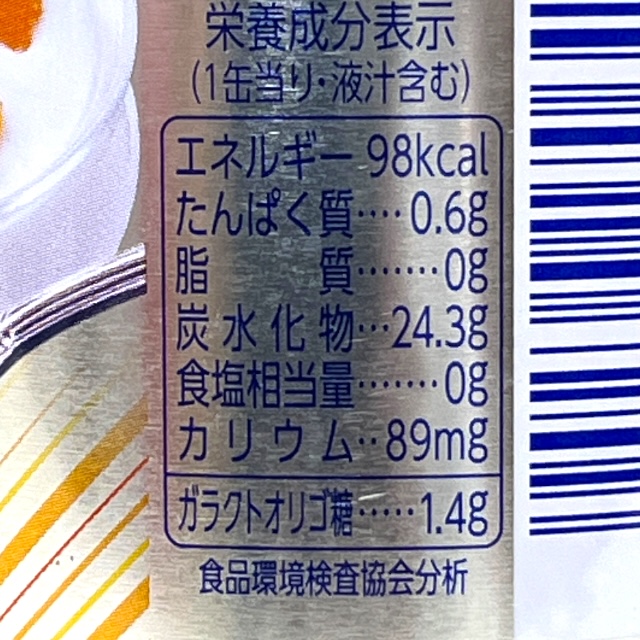 栄養成分表示
(1缶当り・液汁含む)
エネルギー 98kcal
たんぱく質‥‥0.6g
脂　質‥‥‥‥0g
炭水化物‥‥24.3g
食塩相当量‥‥‥‥0g
カリウム‥89mg
ガラクトオリゴ糖‥‥‥1.4g
食品環境検査協会分析